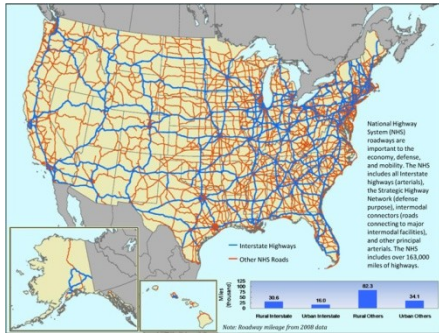 National Highway
System (NHS)
roadways are
important to the
economy, defense,
and mobility. The NHS
includes all Interstate
highways (arterials),
the Strategic Highway
Network (defense
purpose), intermodal
connectors (roads
connecting to major
intermodal facilities),
and other principal
arterials. The NHS
includes over 163,000
miles of highways.
Interstate Highways
Other NHS Roads
Miles
(thousand)
125
100
75
50
25
0
30.6
16.0
82.3
34.1
Rural Interstate
Urban Interstate
Rural Others
Urban Others
Note: Roadway mileage from 2008 data